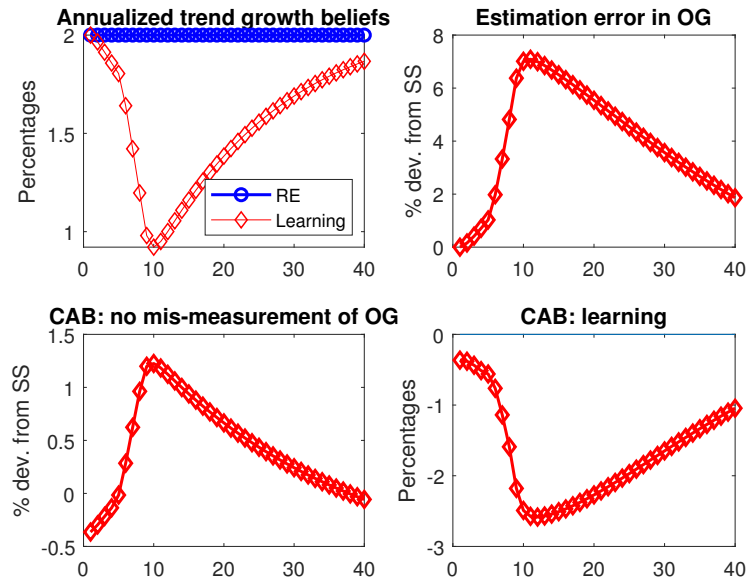 Annualized trend growth beliefs
Percentages
2
1.5
1
0 10 20 30 40
RE
Learning
Estimation error in OG
% dev. from SS
8
6
4
2
0
0 10 20 30 40
CAB: no mis-measurement of OG
% dev. from SS
1.5
1
0.5
0
-0.5
0 10 20 30 40
CAB: learning
Percentages
0
-1
-2
-3
0 10 20 30 40